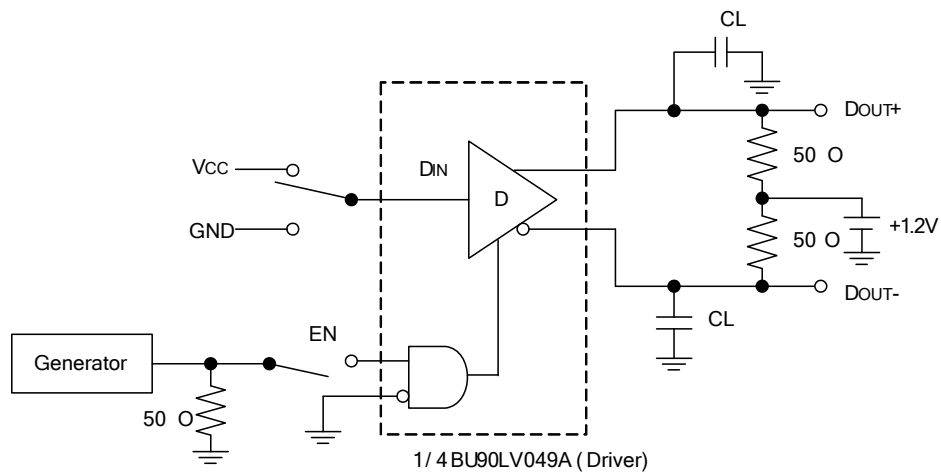 CL
DOUT+
50 O
VCC
DIN
D
GND
+1.2V
50 O
DOUT-
CL
EN
Generator
50 O
1/4 BU90LV049A (Driver)